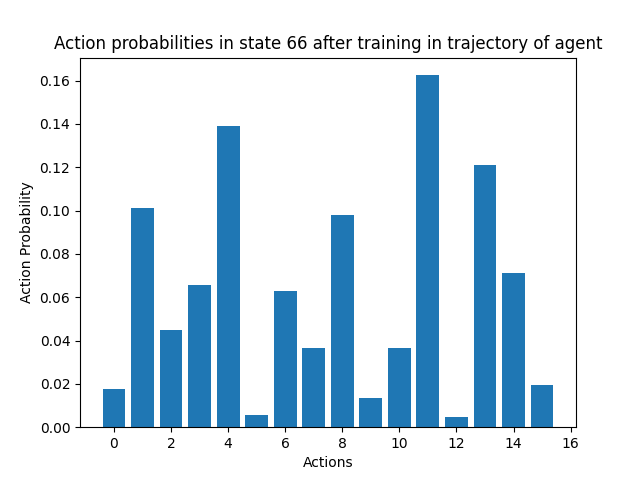 Action probabilities in state 66 after training in trajectory of agent
0.16
0.14
0.12
0.10
0.08
0.06
0.04
0.02
0.00
Action Probability
0 2 4 6 8 10 12 14 16
Actions